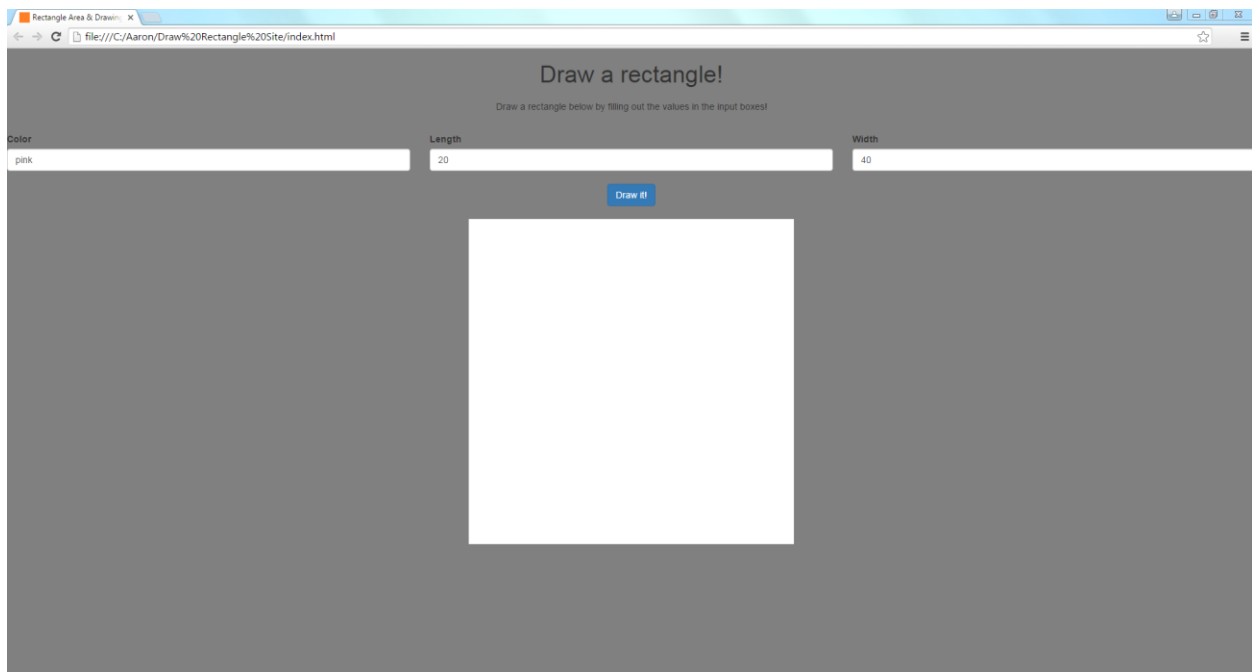 Rectangle Area & Drawing
file:///C:/Aaron/Draw%20Rectangle%20Site/index.html
Draw a rectangle!
Draw a rectangle below by filling out the values in the input boxes!
Color Length Width
pink 20 40
Draw it!